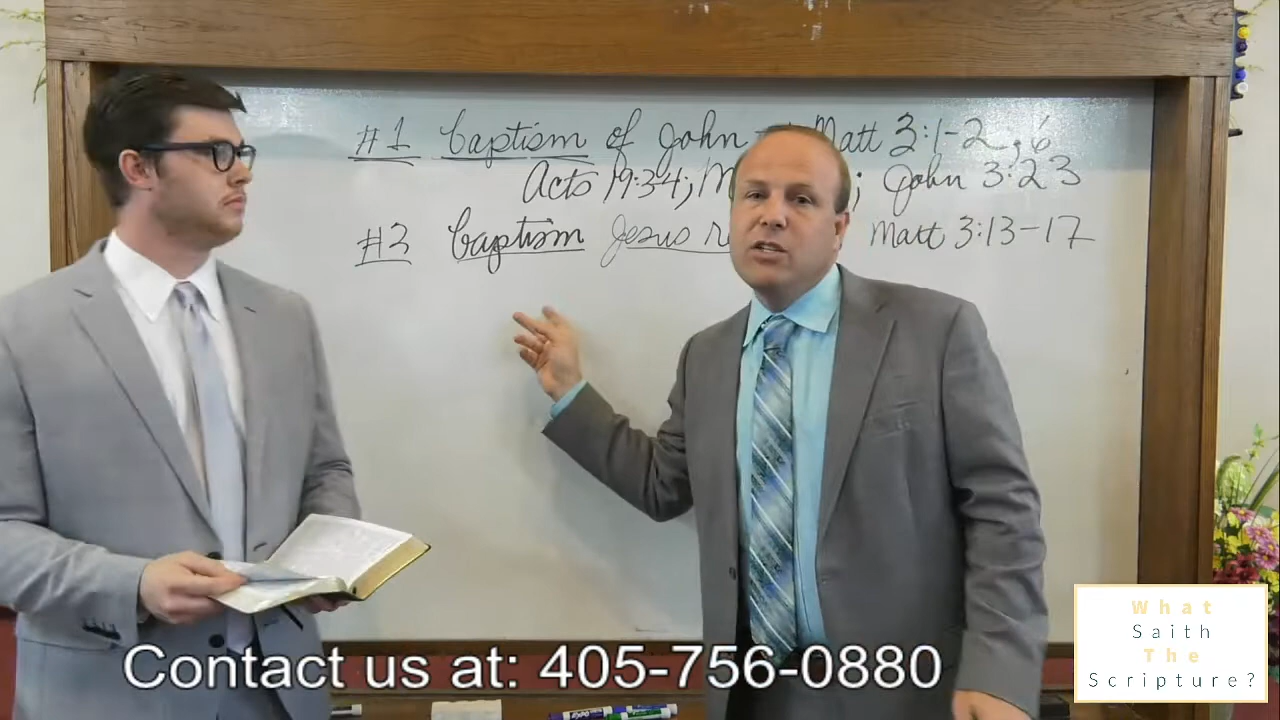 #1 baptism of John Matt 3:1-2, 6
Acts 19:3-4; M ; John 3:23
#2 baptism Jesus r Matt 3:13-17
Contact us at: 405-756-0880
What
Saith
The
Scripture?